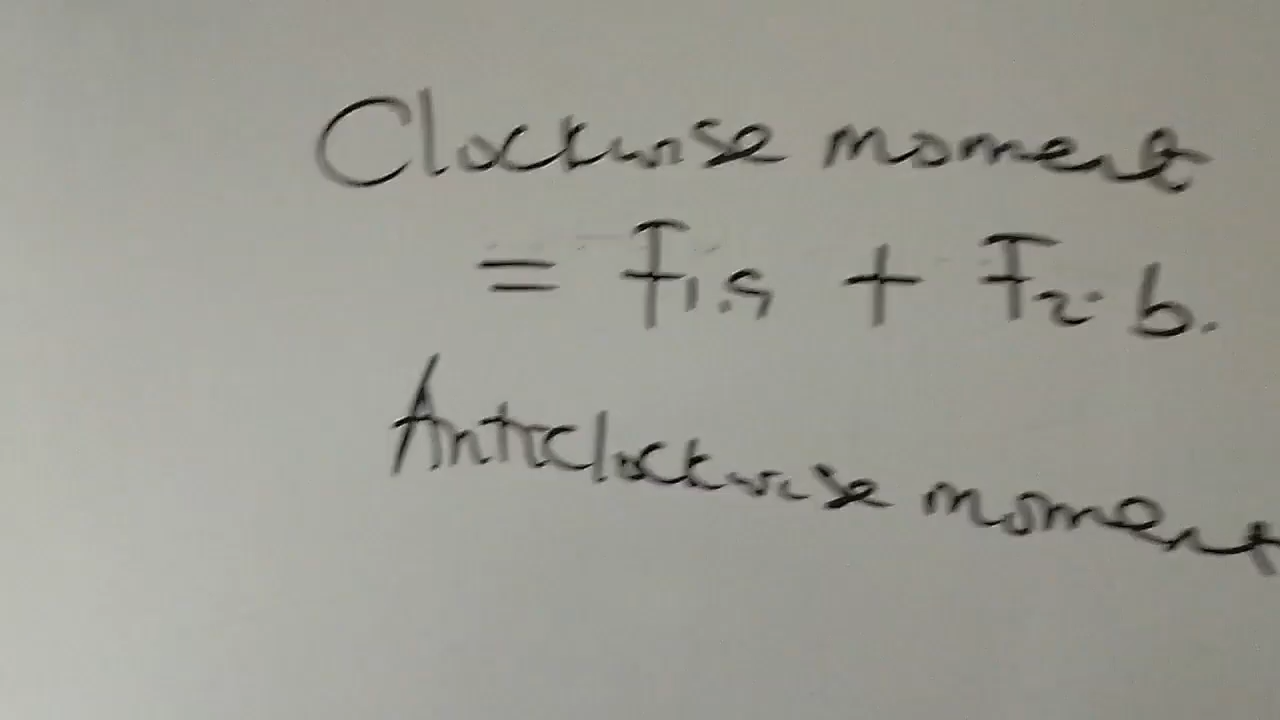 Clockwise moment
= F₁.a + F₂.b.
Anticlockwise moment